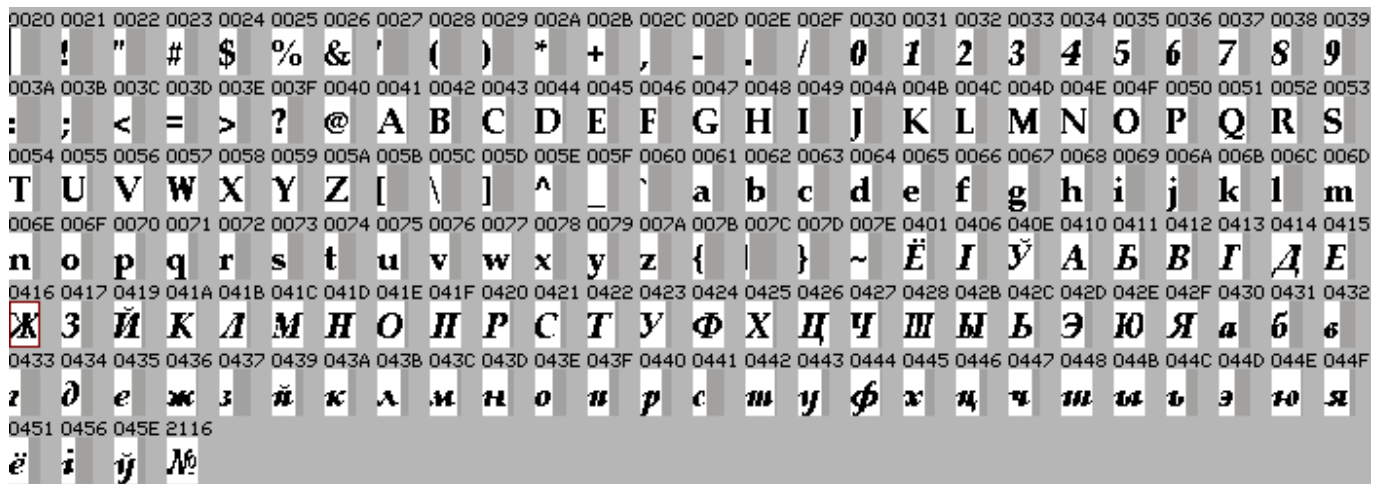 0020 0021 0022 0023 0024 0025 0026 0027 0028 0029 002A 002B 002C 002D 002E 002F 0030 0031 0032 0033 0034 0035 0036 0037 0038 0039
! " # $ % & ' ( ) * + , - . / 0 1 2 3 4 5 6 7 8 9
003A 003B 003C 003D 003E 003F 0040 0041 0042 0043 0044 0045 0046 0047 0048 0049 004A 004B 004C 004D 004E 004F 0050 0051 0052 0053
: ; < = > ? @ A B C D E F G H I J K L M N O P Q R S
0054 0055 0056 0057 0058 0059 005A 005B 005C 005D 005E 005F 0060 0061 0062 0063 0064 0065 0066 0067 0068 0069 006A 006B 006C 006D
T U V W X Y Z [ \ ] ^ _ ` a b c d e f g h i j k l m
006E 006F 0070 0071 0072 0073 0074 0075 0076 0077 0078 0079 007A 007B 007C 007D 007E 0401 0406 040E 0410 0411 0412 0413 0414 0415
n o p q r s t u v w x y z { | } ~ Ё І Ў А Б В Г Д Е
0416 0417 0419 041A 041B 041C 041D 041E 041F 0420 0421 0422 0423 0424 0425 0426 0427 0428 042B 042C 042D 042E 042F 0430 0431 0432
Ж З Й К Л М Н О П Р С Т У Ф Х Ц Ч Ш Ы Ь Э Ю Я а б в
0433 0434 0435 0436 0437 0439 043A 043B 043C 043D 043E 043F 0440 0441 0442 0443 0444 0445 0446 0447 0448 044B 044C 044D 044E 044F
г д е ж з й к л м н о п р с т у ф х ц ч ш ы ь э ю я
0451 0456 045E 2116
ё і ў №